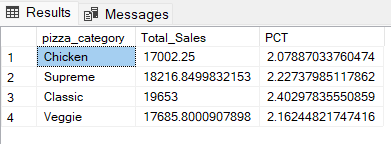 Results Messages
pizza_category Total_Sales PCT
1 Chicken 17002.25 2.07887033760474
2 Supreme 18216.8499832153 2.22737985117862
3 Classic 19653 2.40297835550859
4 Veggie 17685.8000907898 2.16244821747416